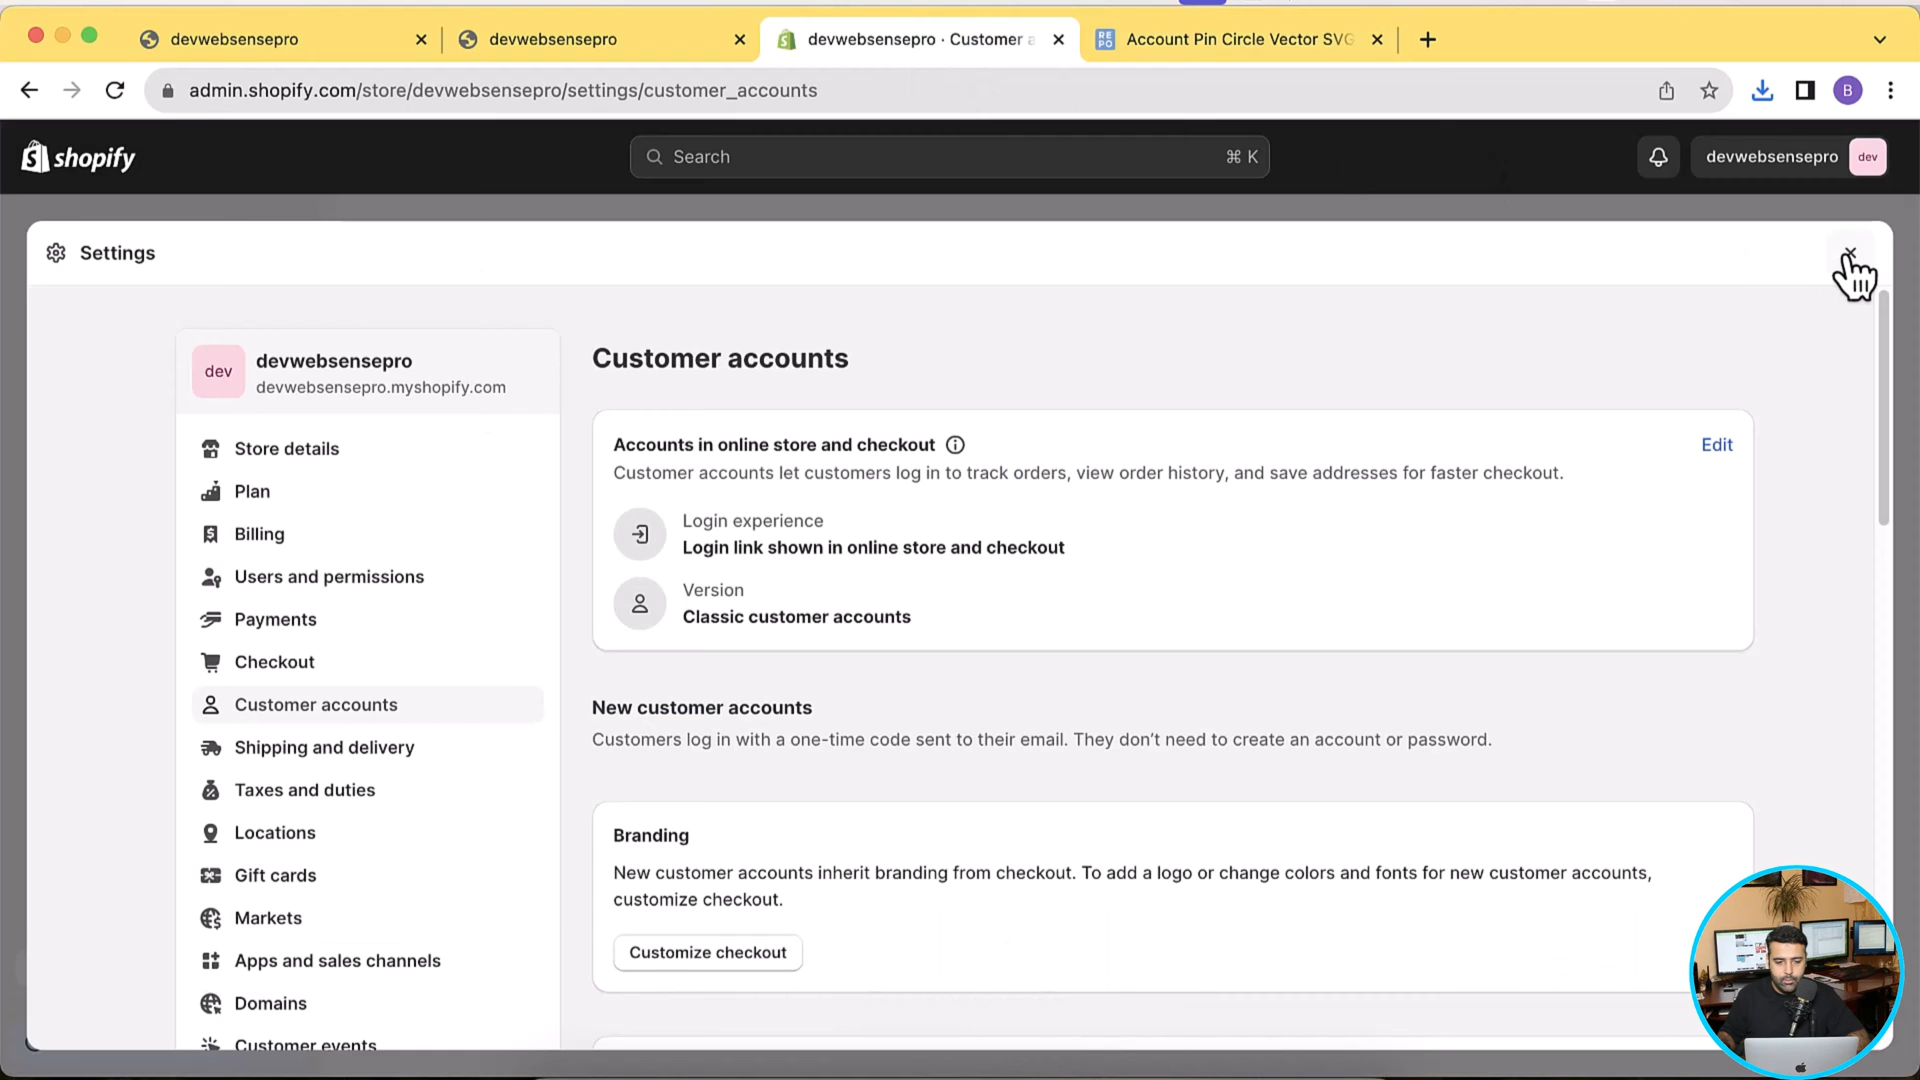 devwebsensepro
devwebsensepro
devwebsensepro · Customer a
REPO
Account Pin Circle Vector SVG
admin.shopify.com/store/devwebsensepro/settings/customer_accounts
B
shopify
Search
⌘ K
devwebsensepro
dev
Settings
dev
devwebsensepro
devwebsensepro.myshopify.com
Store details
Plan
Billing
Users and permissions
Payments
Checkout
Customer accounts
Shipping and delivery
Taxes and duties
Locations
Gift cards
Markets
Apps and sales channels
Domains
Customer events
Customer accounts
Accounts in online store and checkout
Edit
Customer accounts let customers log in to track orders, view order history, and save addresses for faster checkout.
Login experience
Login link shown in online store and checkout
Version
Classic customer accounts
New customer accounts
Customers log in with a one-time code sent to their email. They don’t need to create an account or password.
Branding
New customer accounts inherit branding from checkout. To add a logo or change colors and fonts for new customer accounts,
customize checkout.
Customize checkout